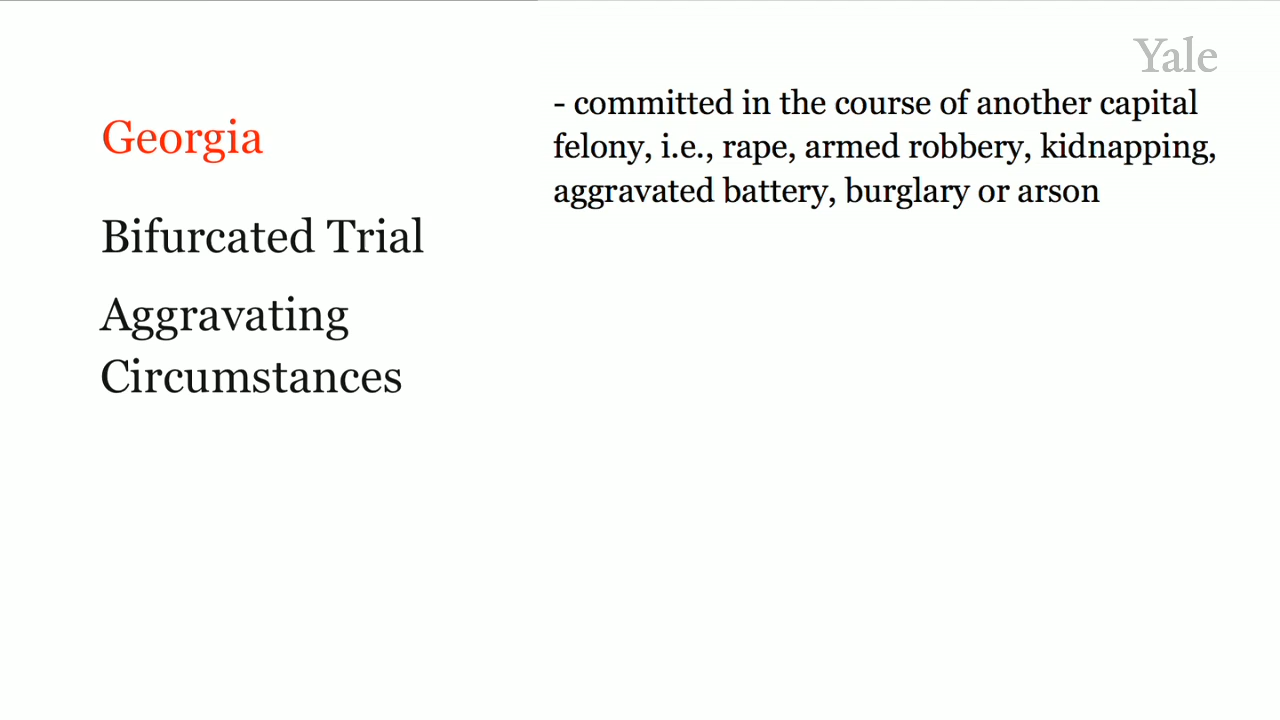 Yale
Georgia
Bifurcated Trial
Aggravating
Circumstances
- committed in the course of another capital
felony, i.e., rape, armed robbery, kidnapping,
aggravated battery, burglary or arson